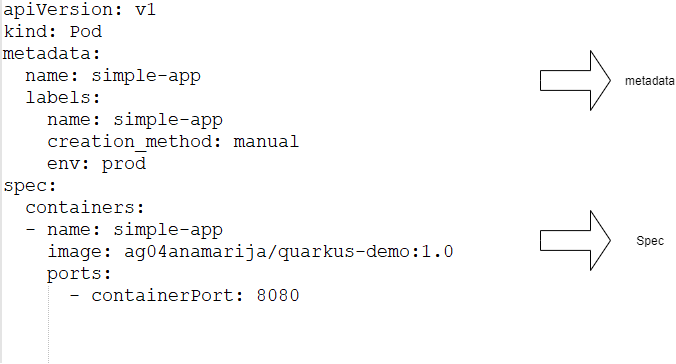 apiVersion: v1
kind: Pod
metadata:
  name: simple-app
  labels:
    name: simple-app
    creation_method: manual
    env: prod
spec:
  containers:
  - name: simple-app
    image: ag04anamarija/quarkus-demo:1.0
    ports:
      - containerPort: 8080
metadata
Spec